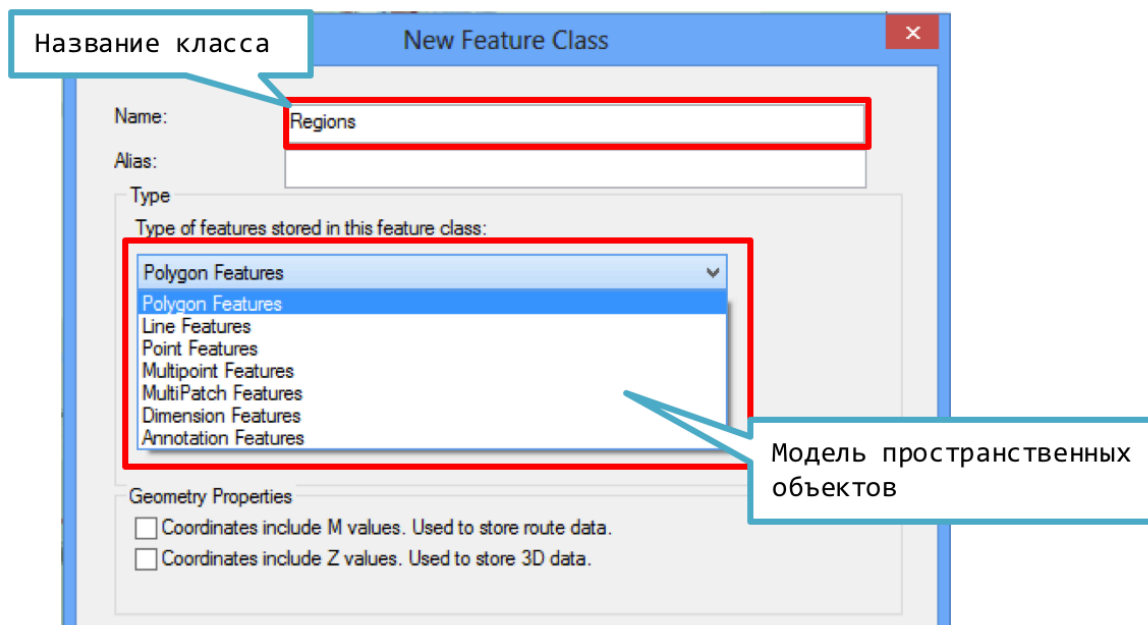 Название класса
New Feature Class
Name:
Regions
Alias:
Type
Type of features stored in this feature class:
Polygon Features
Polygon Features
Line Features
Point Features
Multipoint Features
MultiPatch Features
Dimension Features
Annotation Features
Модель пространственных
объектов
Geometry Properties
Coordinates include M values. Used to store route data.
Coordinates include Z values. Used to store 3D data.